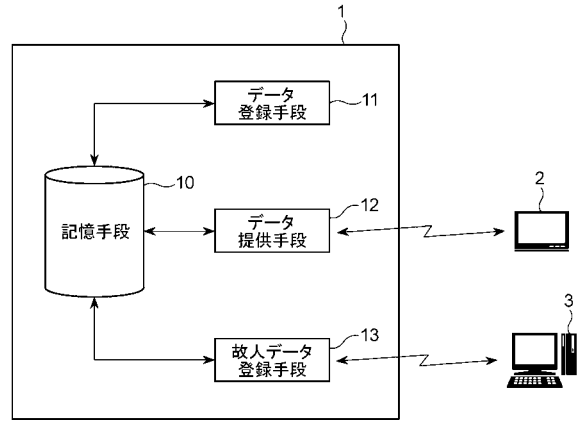 1
データ
登録手段
11
記憶手段
10
データ
提供手段
12
2
故人データ
登録手段
13
3